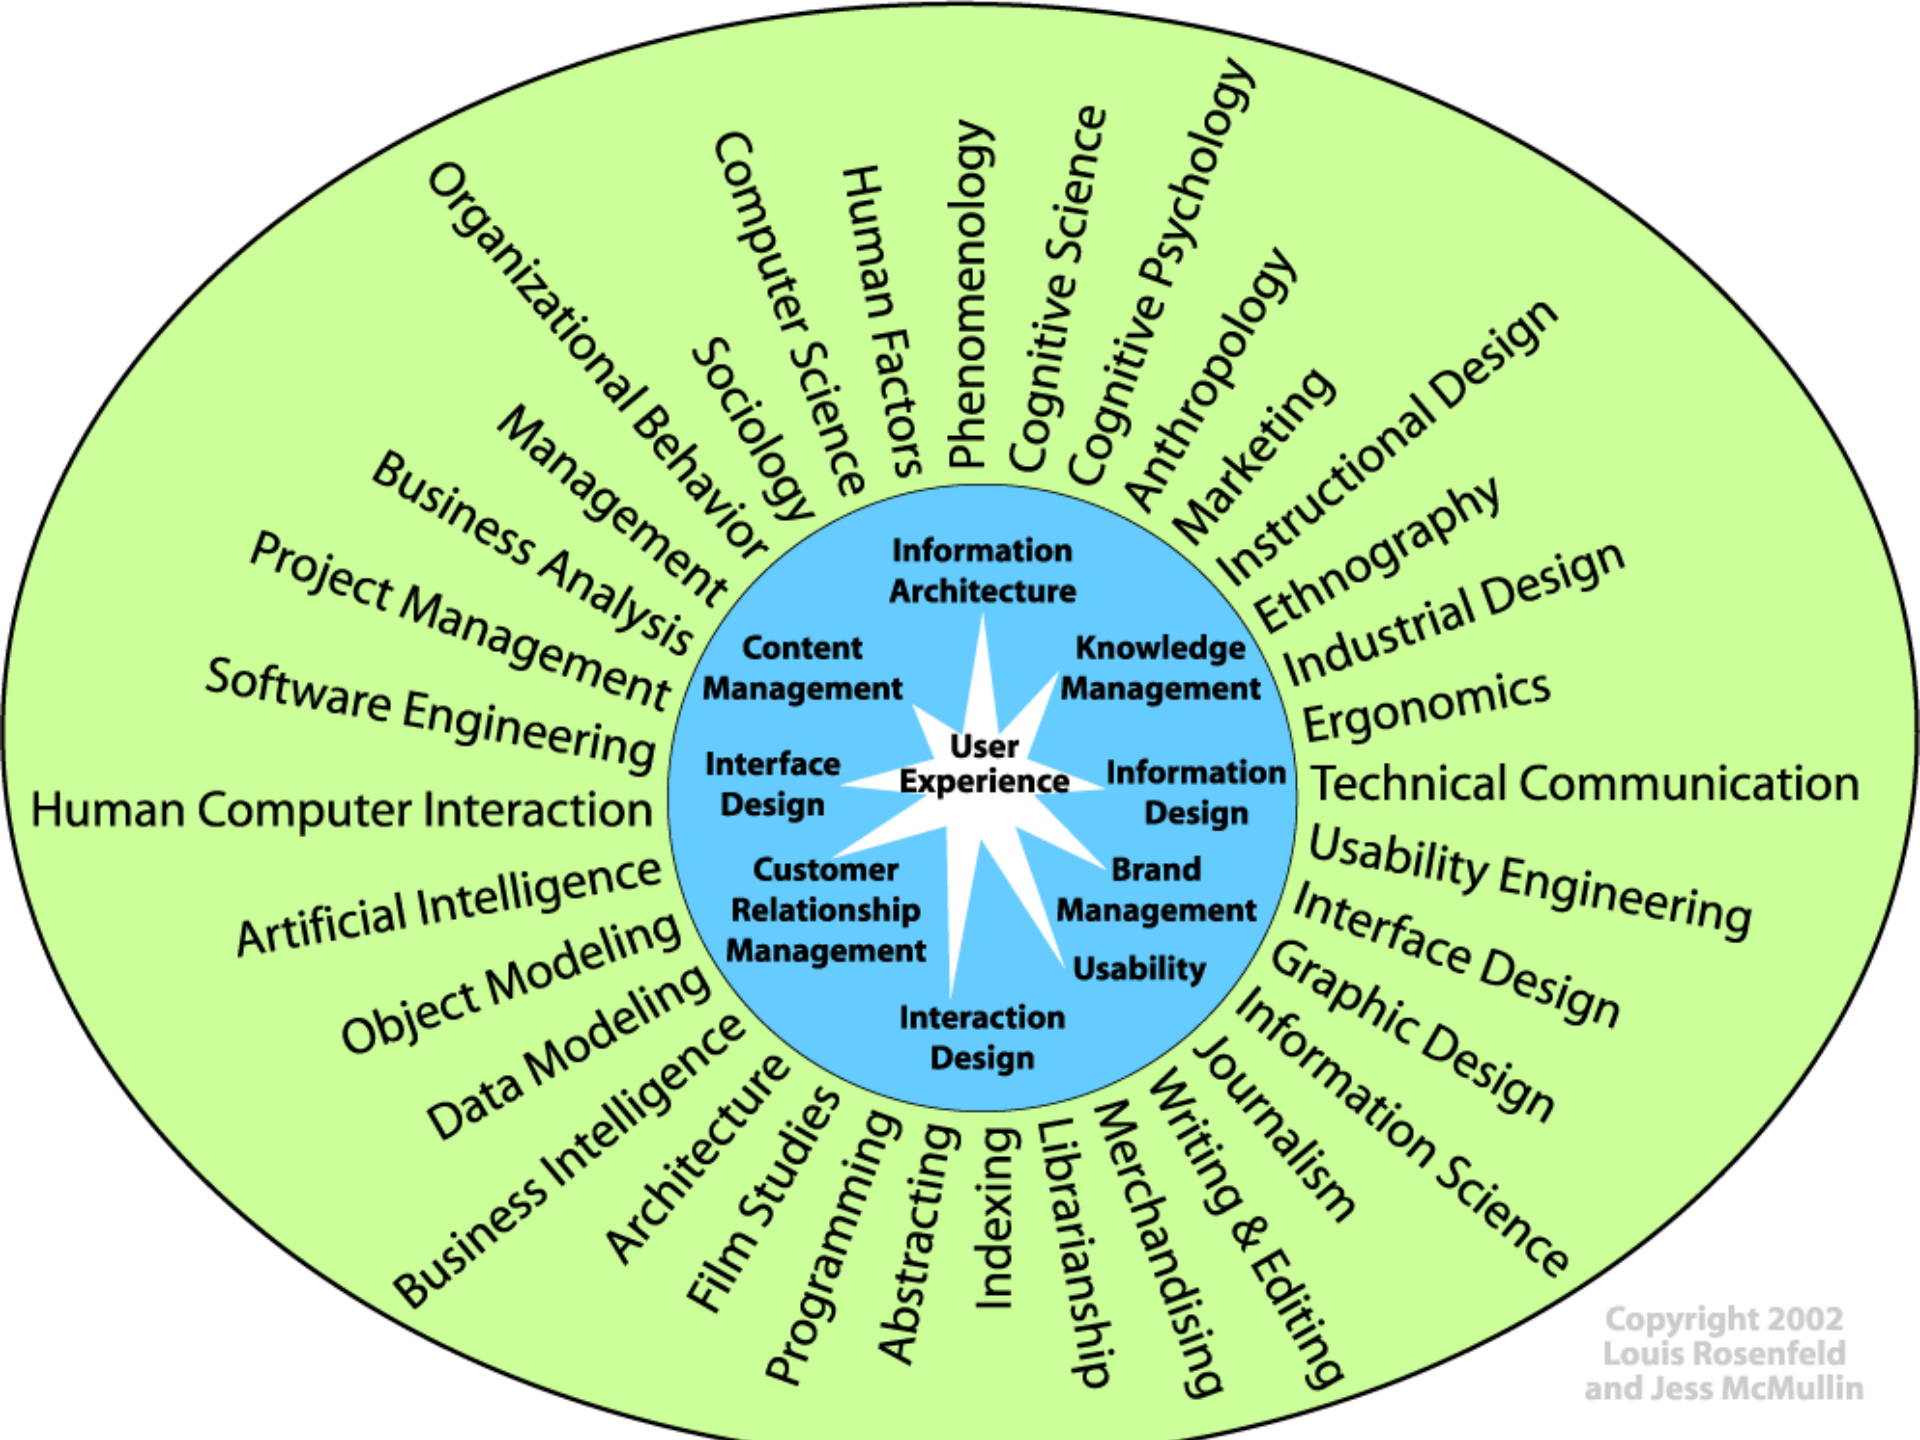 Phenomenology
Cognitive Science
Cognitive Psychology
Anthropology
Marketing
Instructional Design
Ethnography
Industrial Design
Ergonomics
Technical Communication
Usability Engineering
Interface Design
Graphic Design
Information Science
Journalism
Writing & Editing
Merchandising
Librarianship
Indexing
Abstracting
Programming
Film Studies
Architecture
Business Intelligence
Data Modeling
Object Modeling
Artificial Intelligence
Human Computer Interaction
Software Engineering
Project Management
Business Analysis
Management
Organizational Behavior
Sociology
Computer Science
Human Factors
Information
Architecture
Content
Management
Knowledge
Management
User
Experience
Interface
Design
Information
Design
Customer
Relationship
Management
Brand
Management
Usability
Interaction
Design
Copyright 2002
Louis Rosenfeld
and Jess McMullin